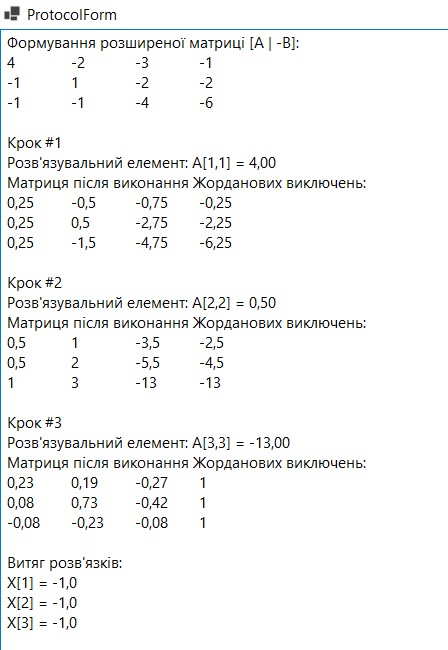 ProtocolForm
Формування розширеної матриці [A | -B]:
4 -2 -3 -1
-1 1 -2 -2
-1 -1 -4 -6
Крок #1
Розв'язувальний елемент: A[1,1] = 4,00
Матриця після виконання Жорданових виключень:
0,25 -0,5 -0,75 -0,25
0,25 0,5 -2,75 -2,25
0,25 -1,5 -4,75 -6,25
Крок #2
Розв'язувальний елемент: A[2,2] = 0,50
Матриця після виконання Жорданових виключень:
0,5 1 -3,5 -2,5
0,5 2 -5,5 -4,5
1 3 -13 -13
Крок #3
Розв'язувальний елемент: A[3,3] = -13,00
Матриця після виконання Жорданових виключень:
0,23 0,19 -0,27 1
0,08 0,73 -0,42 1
-0,08 -0,23 -0,08 1
Витяг розв'язків:
X[1] = -1,0
X[2] = -1,0
X[3] = -1,0